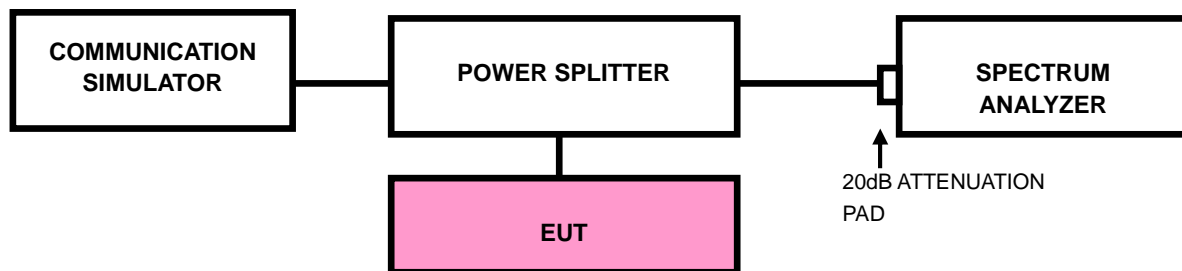 COMMUNICATION
SIMULATOR
POWER SPLITTER
SPECTRUM
ANALYZER
20dB ATTENUATION
PAD
EUT